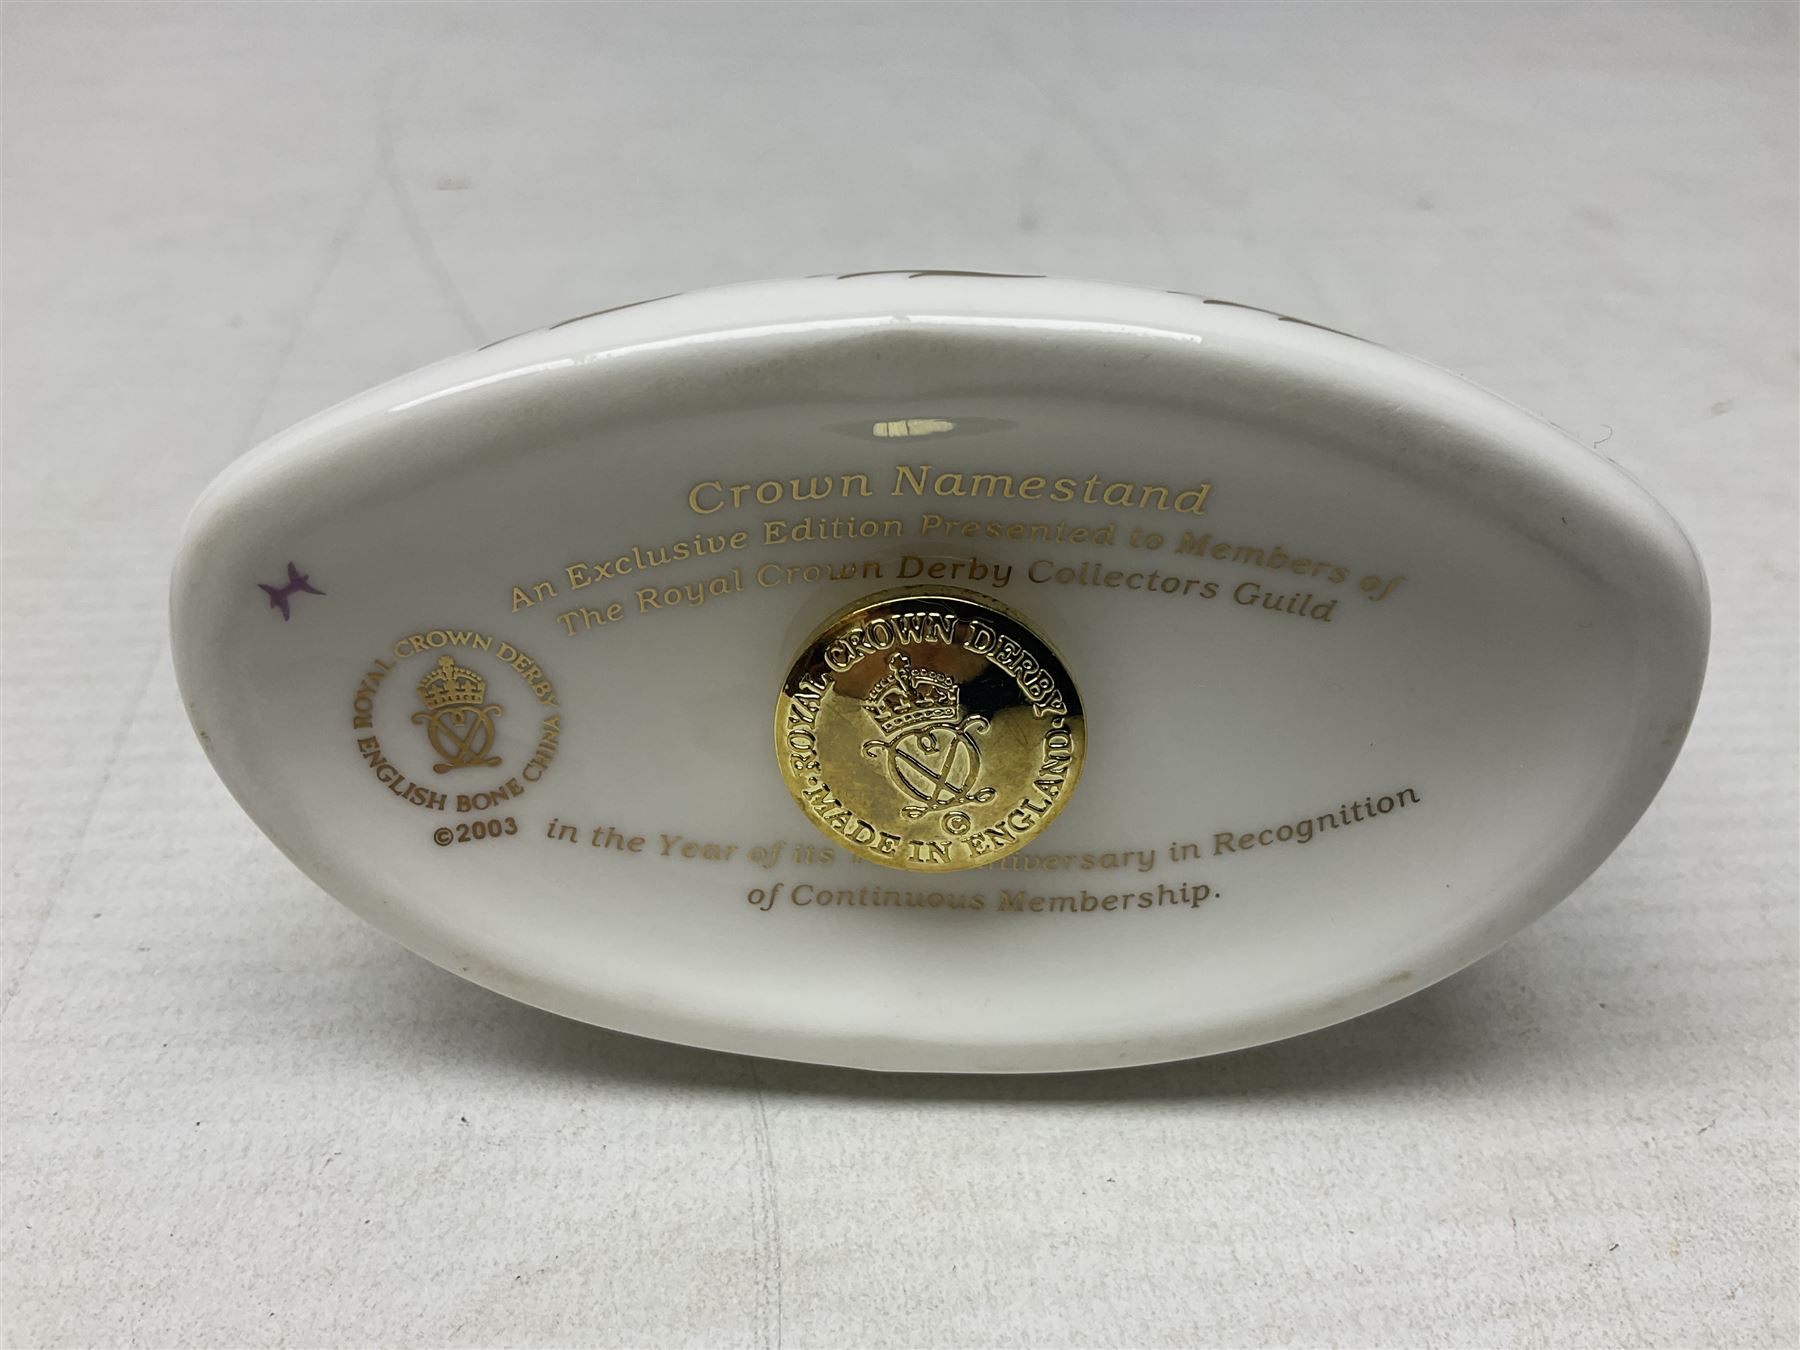 Crown Namestand
An Exclusive Edition Presented to Members of
The Royal Crown Derby Collectors Guild
ROYAL CROWN DERBY
ENGLISH BONE CHINA
©2003
ROYAL CROWN DERBY
MADE IN ENGLAND
©
in the Year of its in Recognition
of Continuous Membership.